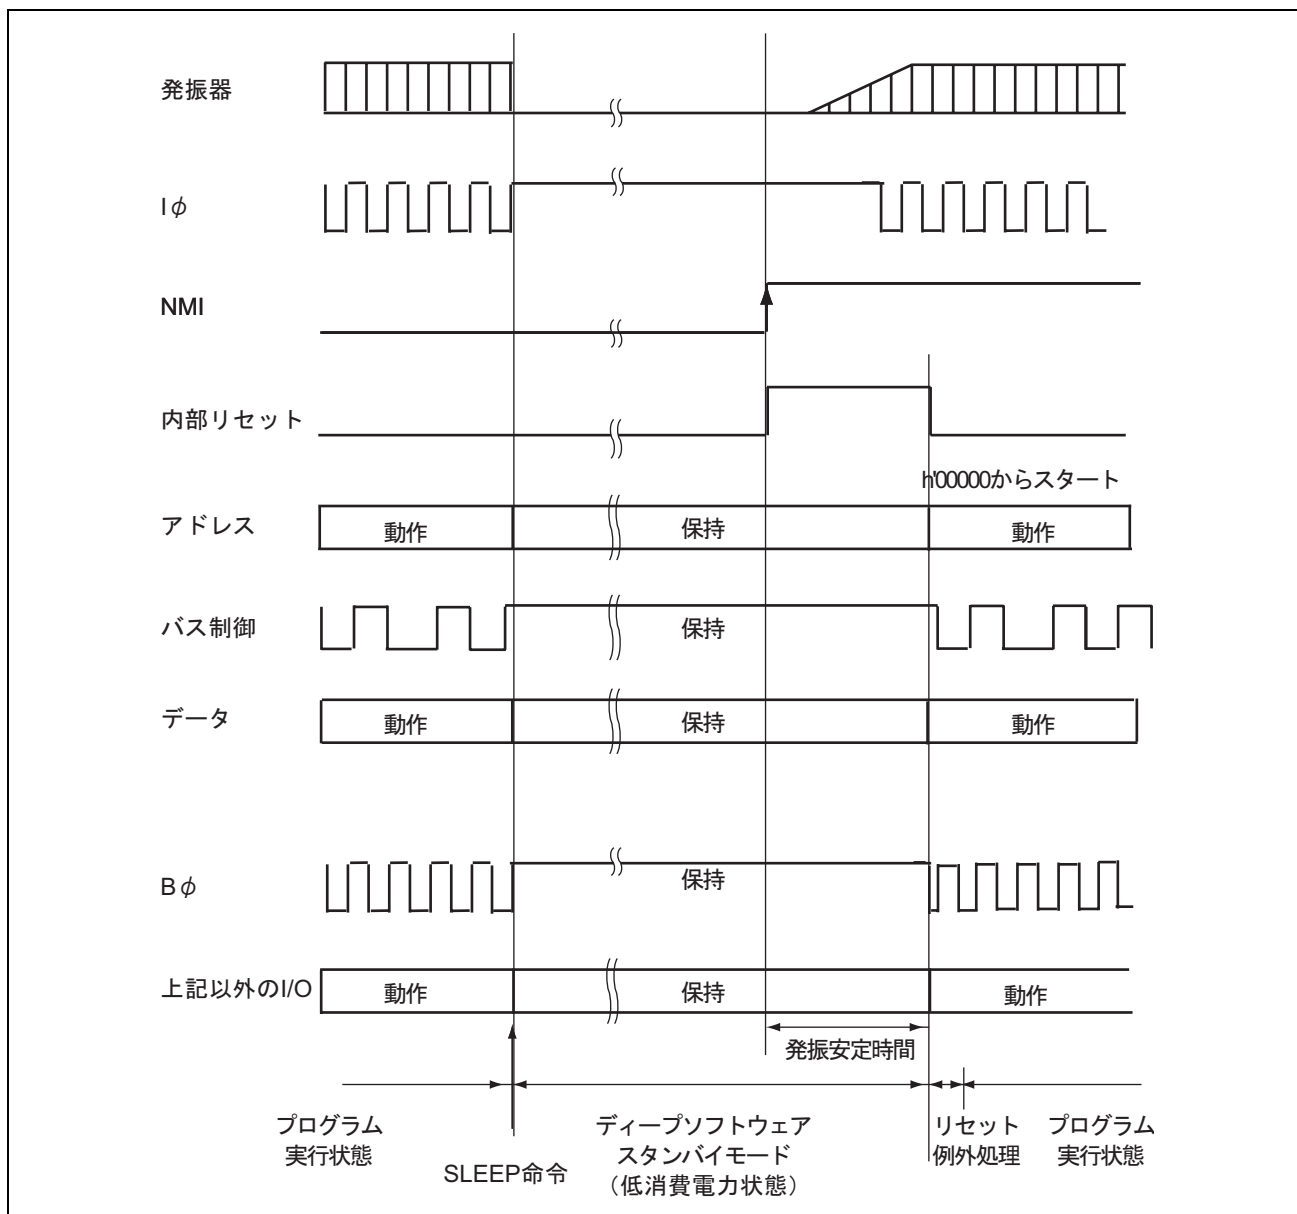 発振器
Iφ
NMI
内部リセット
h'00000からスタート
アドレス 動作 保持 動作
バス制御 保持
データ 動作 保持 動作
Bφ 保持
上記以外のI/O 動作 保持 動作
発振安定時間
プログラム
実行状態
SLEEP命令
ディープソフトウェア
スタンバイモード
(低消費電力状態)
リセット
例外処理
プログラム
実行状態